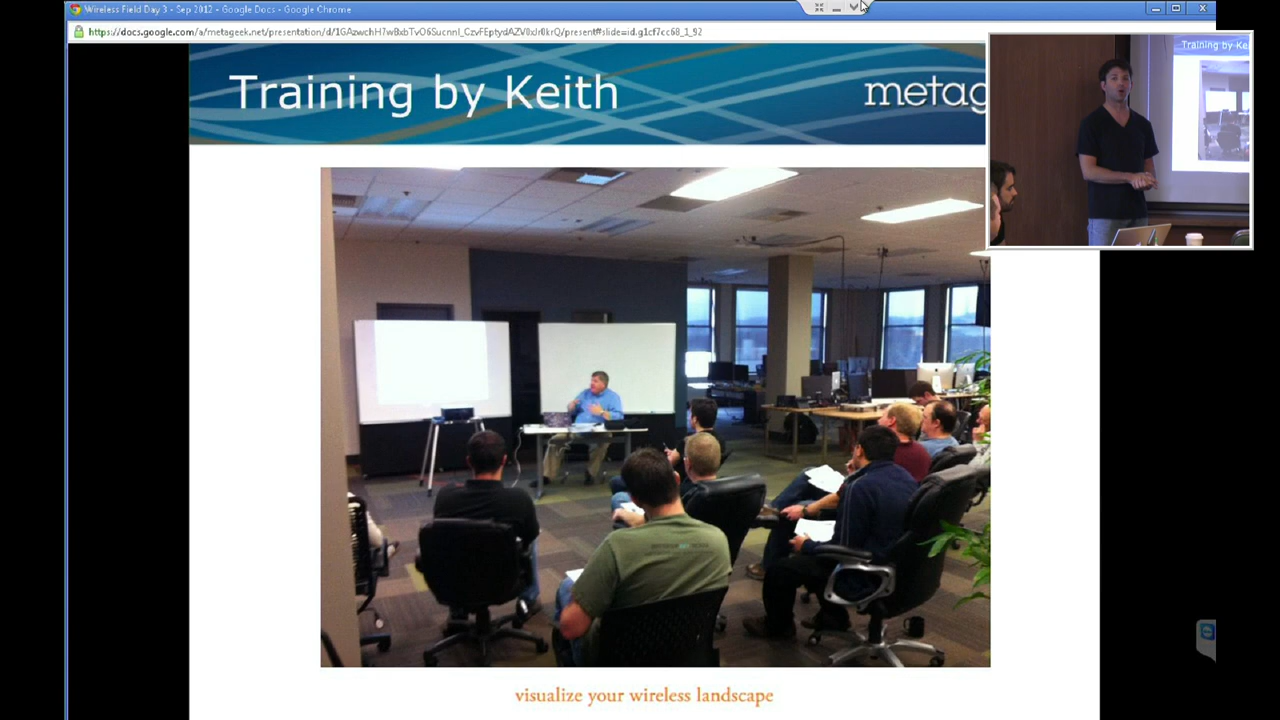 Wireless Field Day 3 - Sep 2012 - Google Docs - Google Chrome
Training by Keith
metag
Training by Ke
visualize your wireless landscape